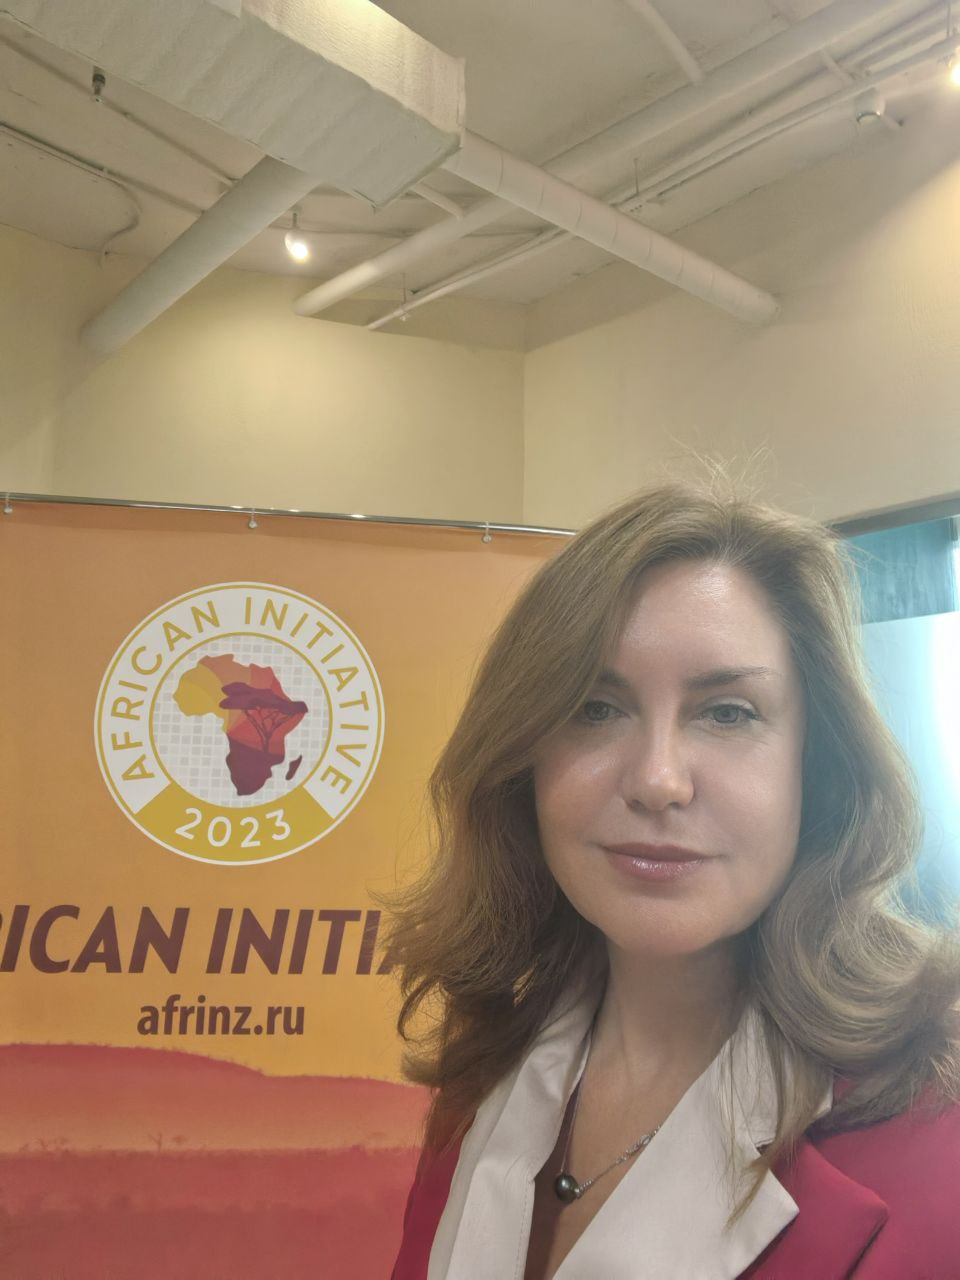 AFRICAN INITIATIVE
2023
RICAN INITIA
afrinz.ru